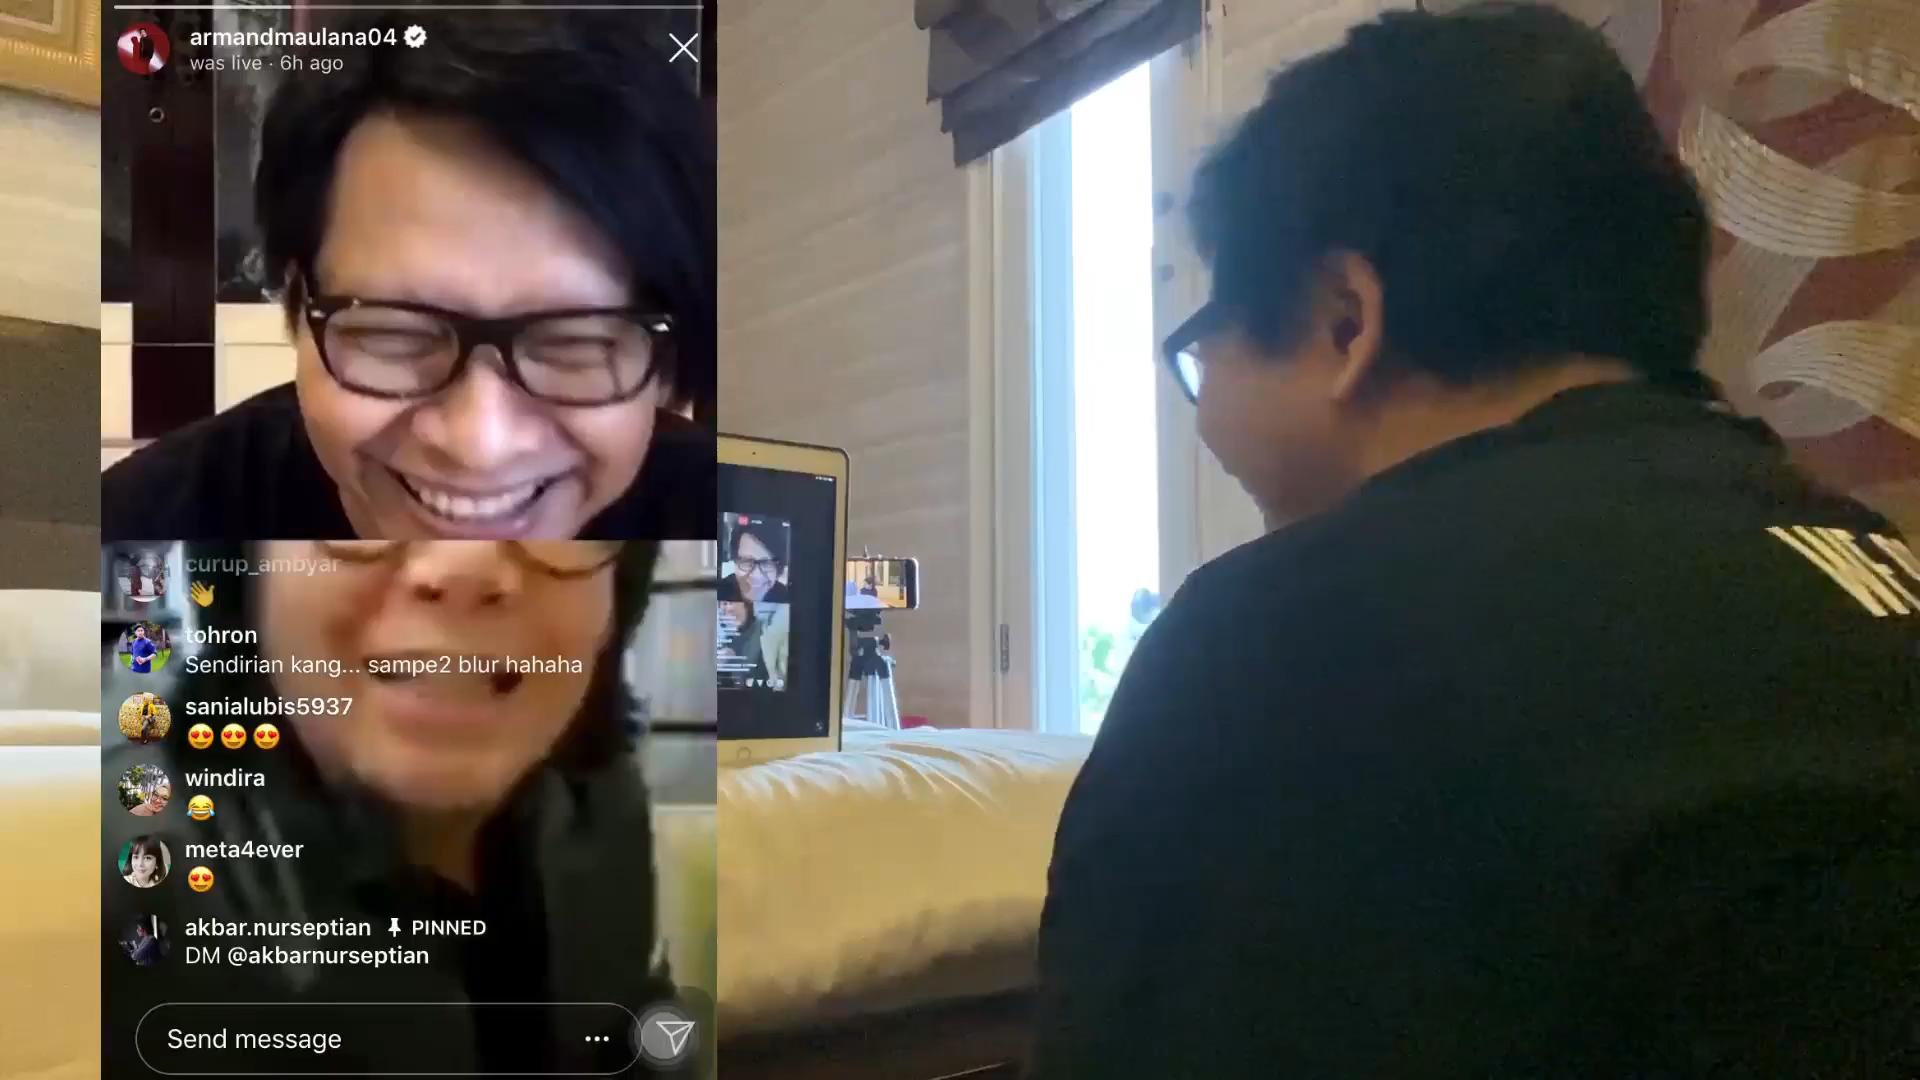 armandmaulana04
was live · 6h ago
curup_ambyar
👋
tohron
Sendirian kang... sampe2 blur hahaha
sanialubis5937
😍😍😍
windira
😂
meta4ever
😍
akbar.nurseptian PINNED
DM @akbarnurseptian
Send message